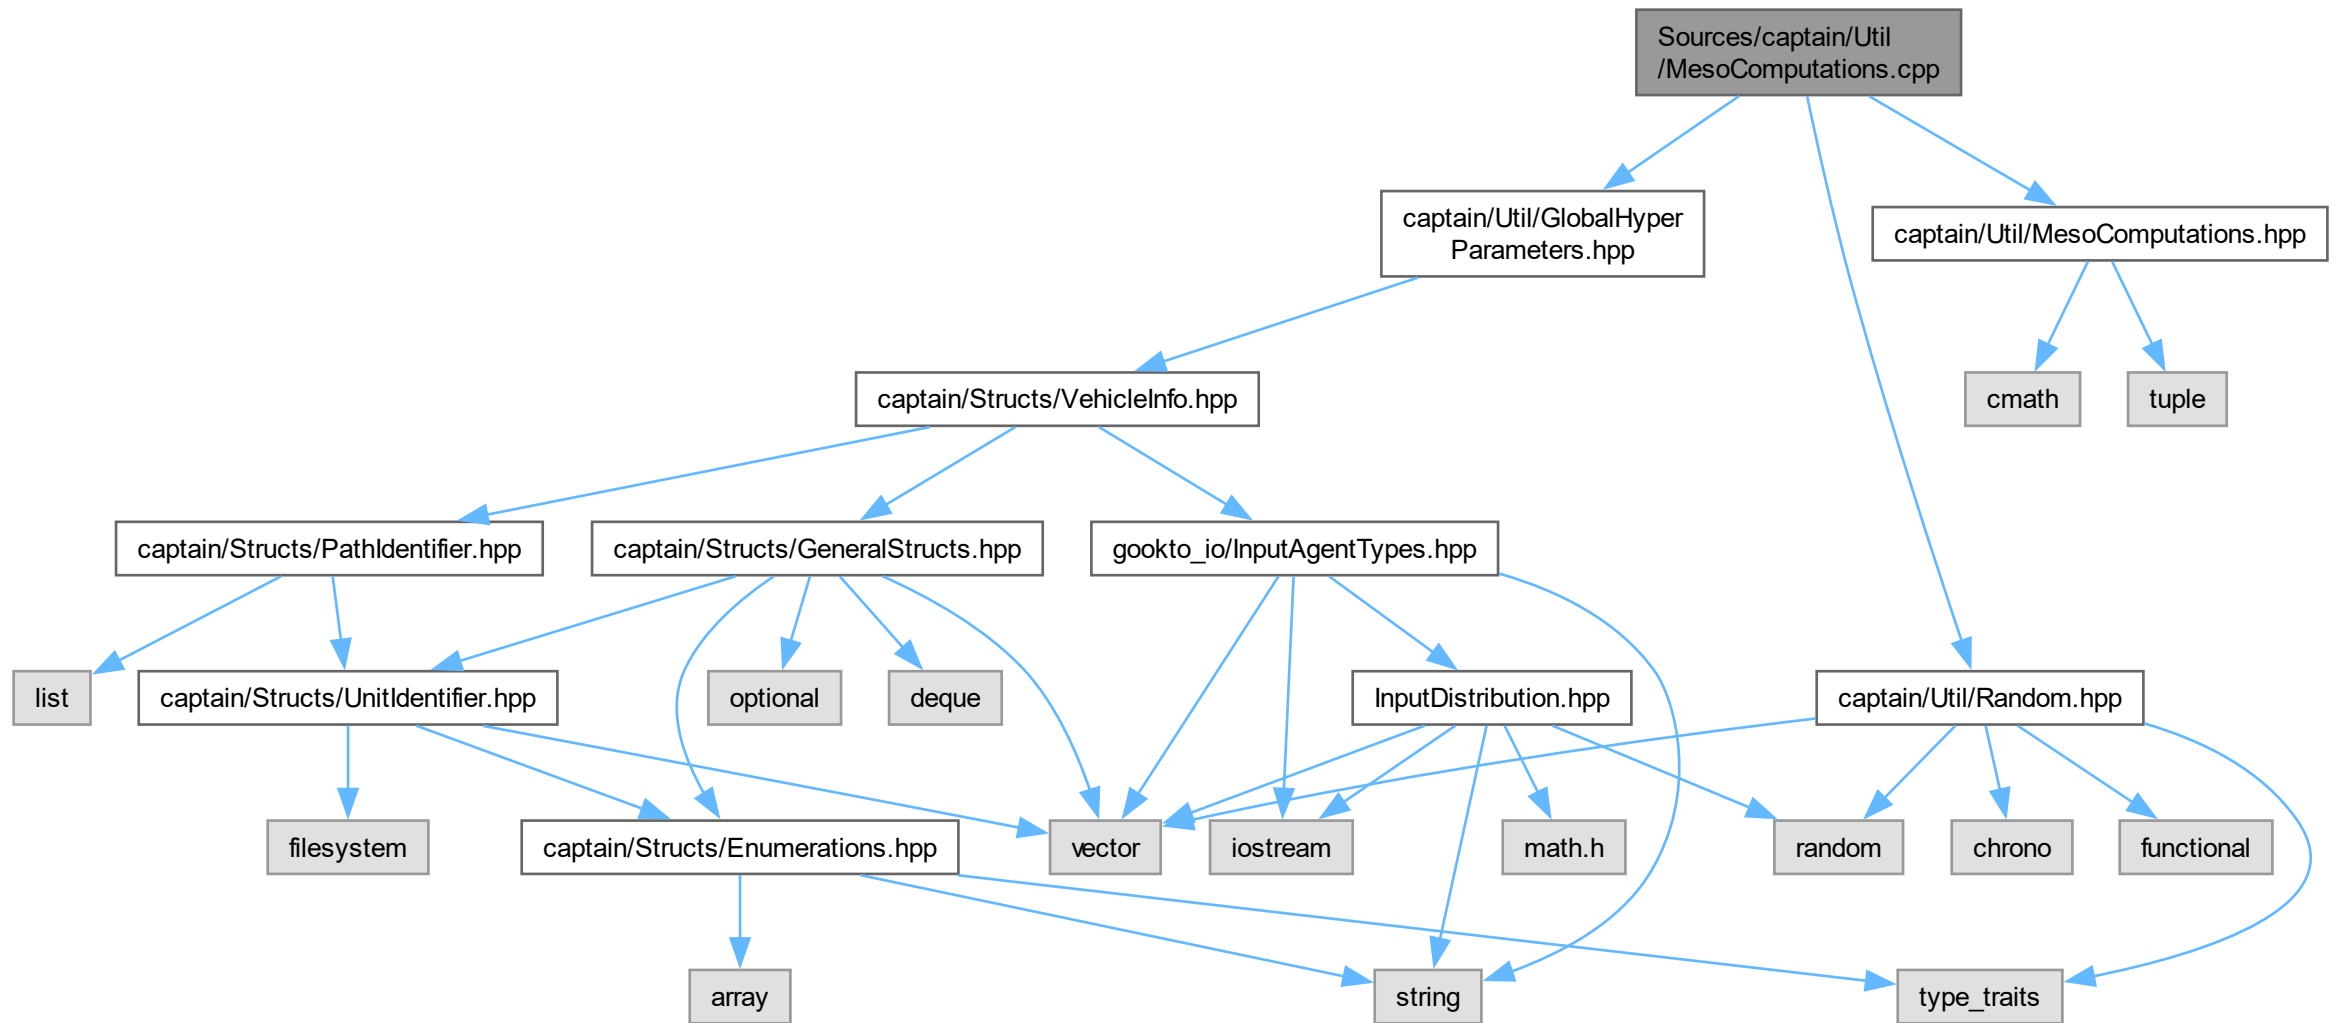 Sources/captain/Util
/MesoComputations.cpp
captain/Util/GlobalHyper
Parameters.hpp
captain/Util/MesoComputations.hpp
captain/Structs/VehicleInfo.hpp
cmath
tuple
captain/Structs/PathIdentifier.hpp
captain/Structs/GeneralStructs.hpp
gookto_io/InputAgentTypes.hpp
list
captain/Structs/UnitIdentifier.hpp
optional
deque
InputDistribution.hpp
captain/Util/Random.hpp
filesystem
captain/Structs/Enumerations.hpp
vector
iostream
math.h
random
chrono
functional
array
string
type_traits